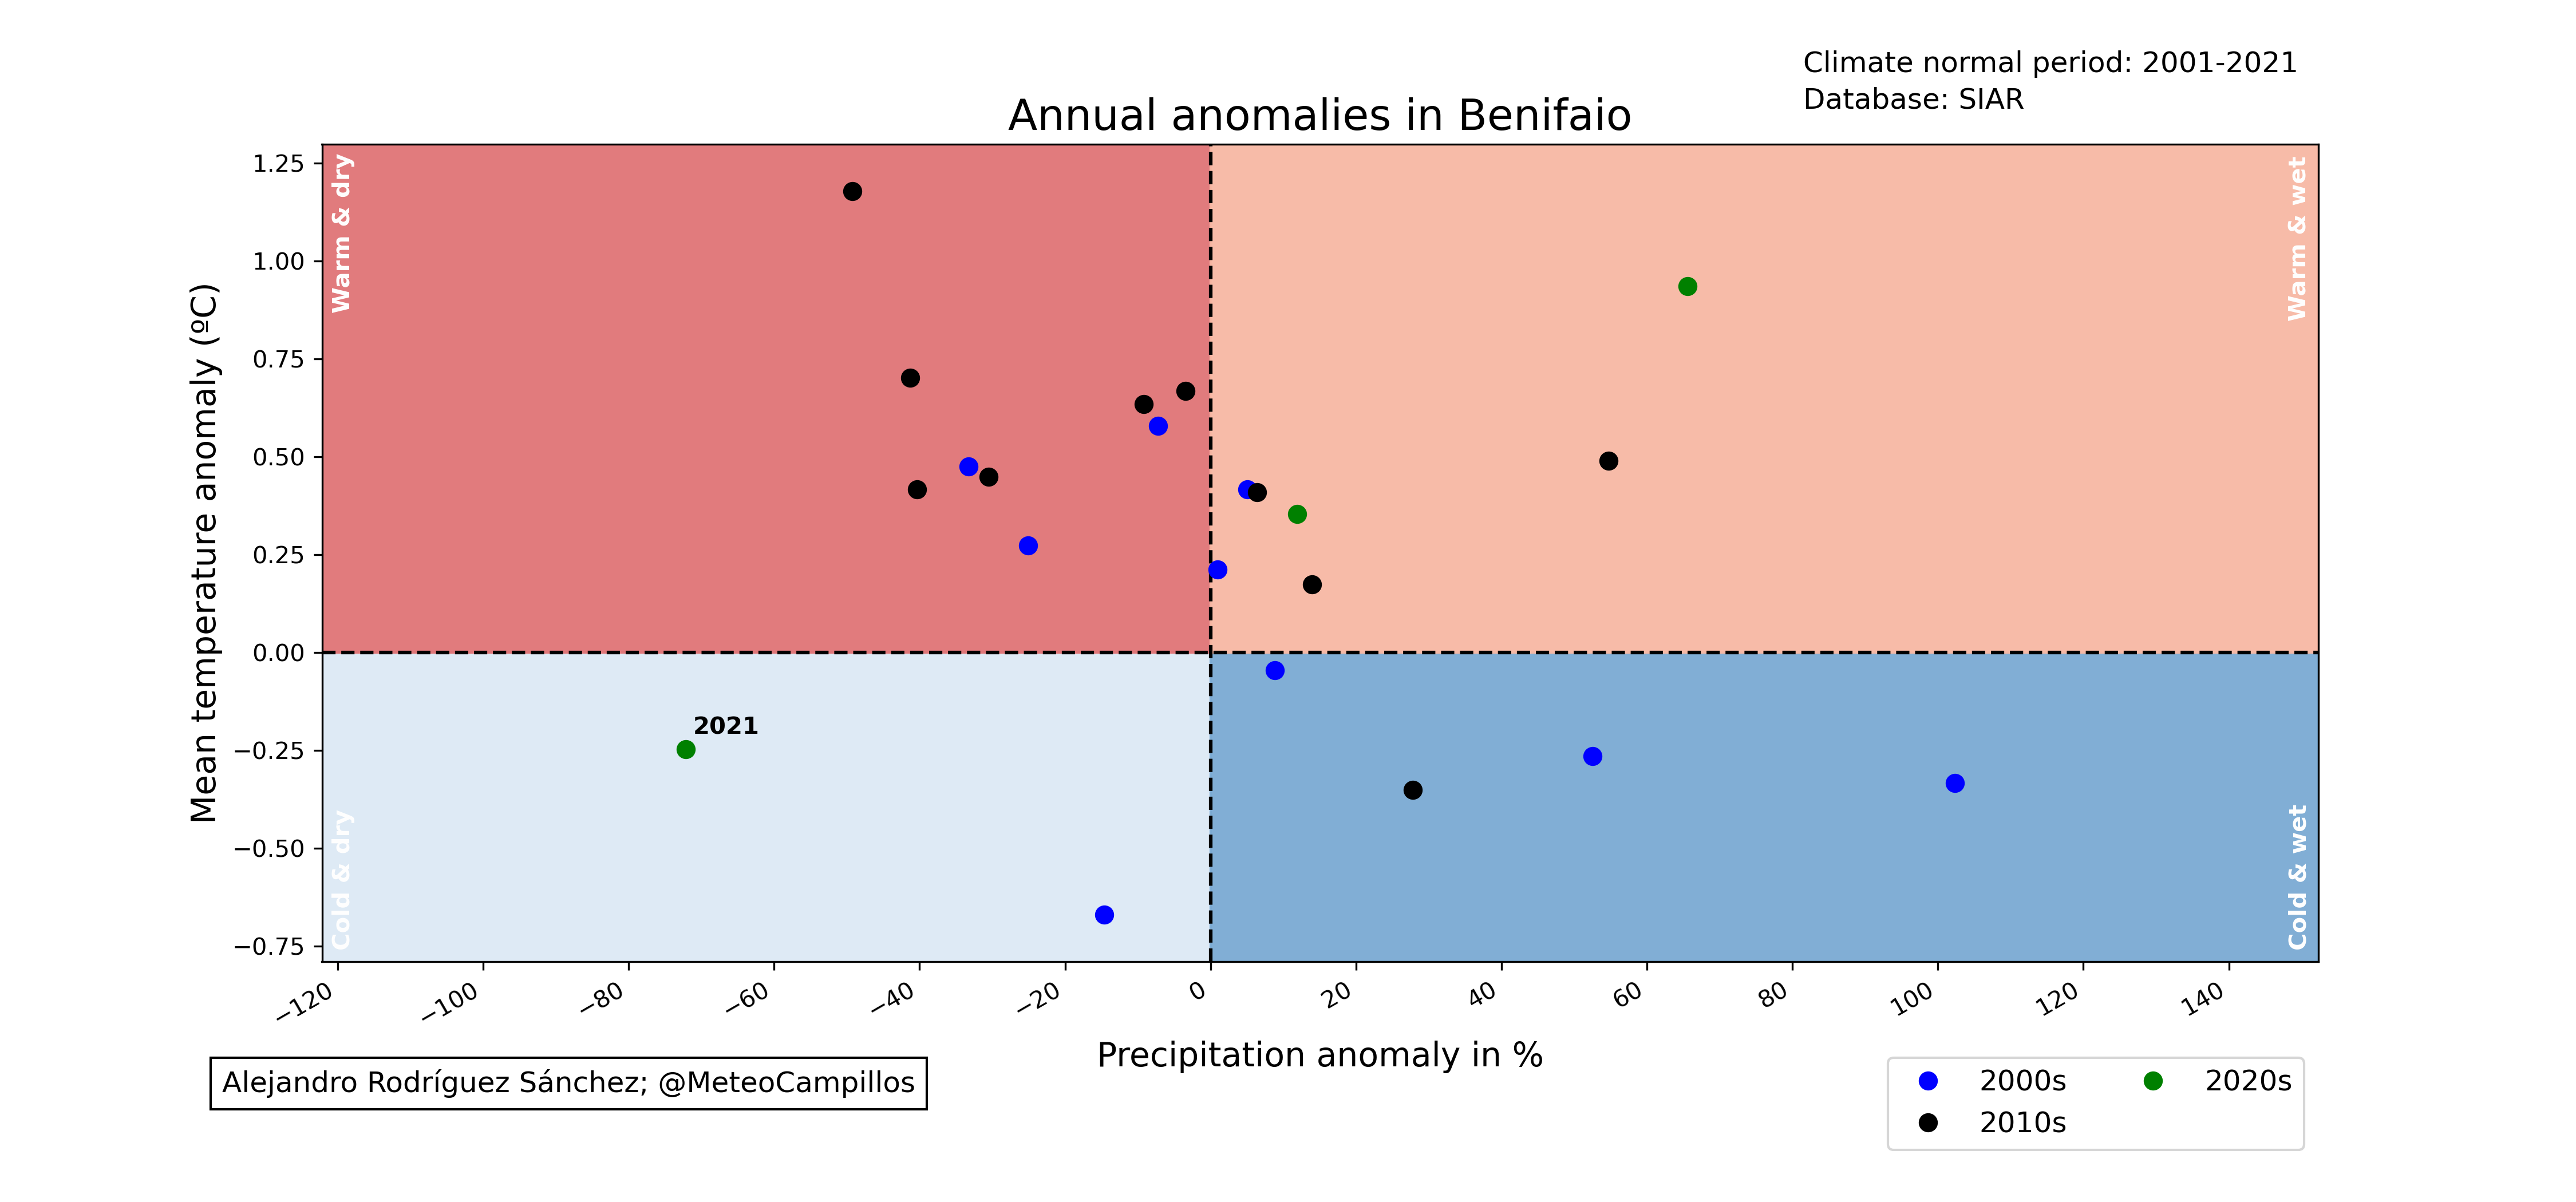 Climate normal period: 2001-2021
Database: SIAR
Annual anomalies in Benifaio
Warm & dry
Warm & wet
Mean temperature anomaly (ºC)
1.25
1.00
0.75
0.50
0.25
0.00
−0.25
−0.50
−0.75
2021
Cold & dry
Cold & wet
−120 −100 −80 −60 −40 −20 0 20 40 60 80 100 120 140
Precipitation anomaly in %
Alejandro Rodríguez Sánchez; @MeteoCampillos
2000s 2020s
2010s